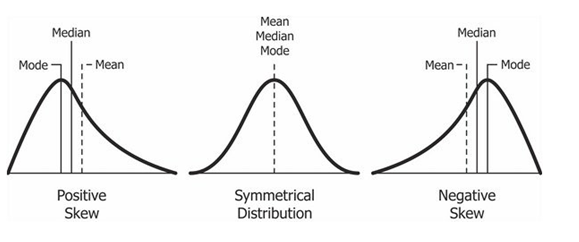 Median
Mode
Mean
Positive
Skew
Mean
Median
Mode
Symmetrical
Distribution
Median
Mean
Mode
Negative
Skew